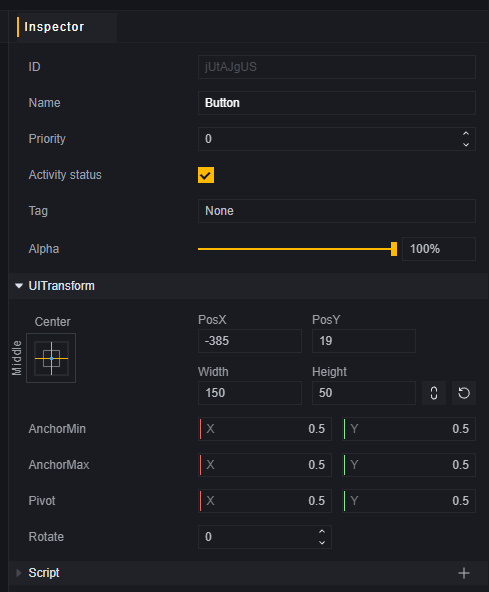 Inspector
ID jUtAJgUS
Name Button
Priority 0
Activity status
Tag None
Alpha 100%
UITransform
Center
Middle
PosX PosY
-385 19
Width Height
150 50
AnchorMin X 0.5 Y 0.5
AnchorMax X 0.5 Y 0.5
Pivot X 0.5 Y 0.5
Rotate 0
Script